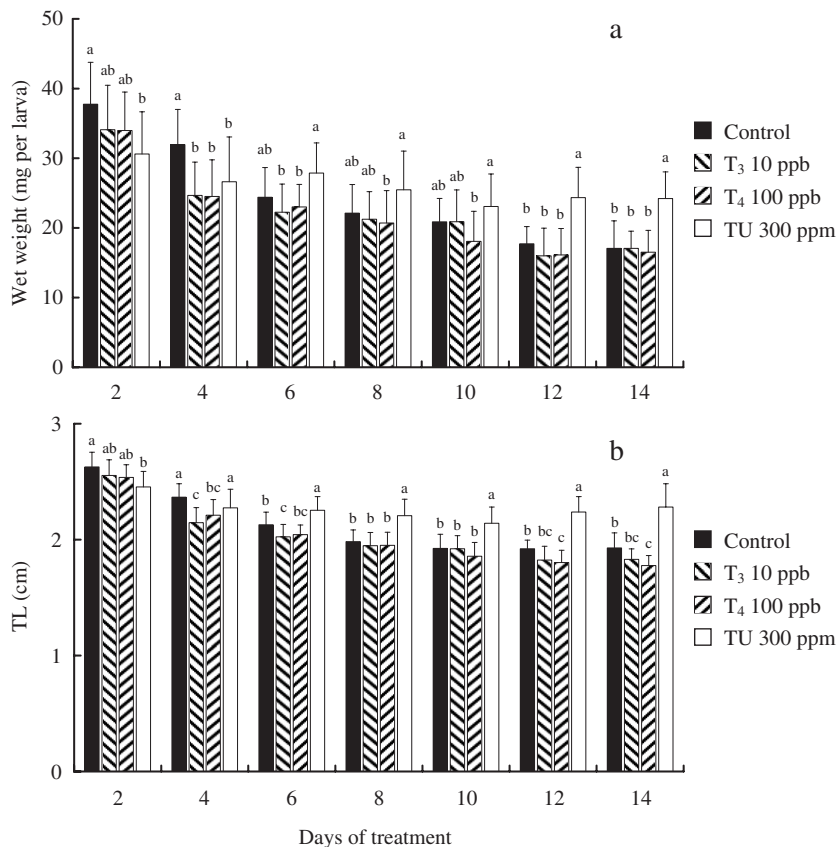 a
50
40
30
20
10
0
Wet weight (mg per larva)
a ab ab b
a b b b
ab b b a
ab ab b a
ab ab b a
b b b a
b b b a
Control
T₃ 10 ppb
T₄ 100 ppb
TU 300 ppm
2 4 6 8 10 12 14
b
3
2
1
0
TL (cm)
a ab ab b
a c bc a
b c bc a
b b b a
b b b a
b bc c a
b bc c a
Control
T₃ 10 ppb
T₄ 100 ppb
TU 300 ppm
2 4 6 8 10 12 14
Days of treatment